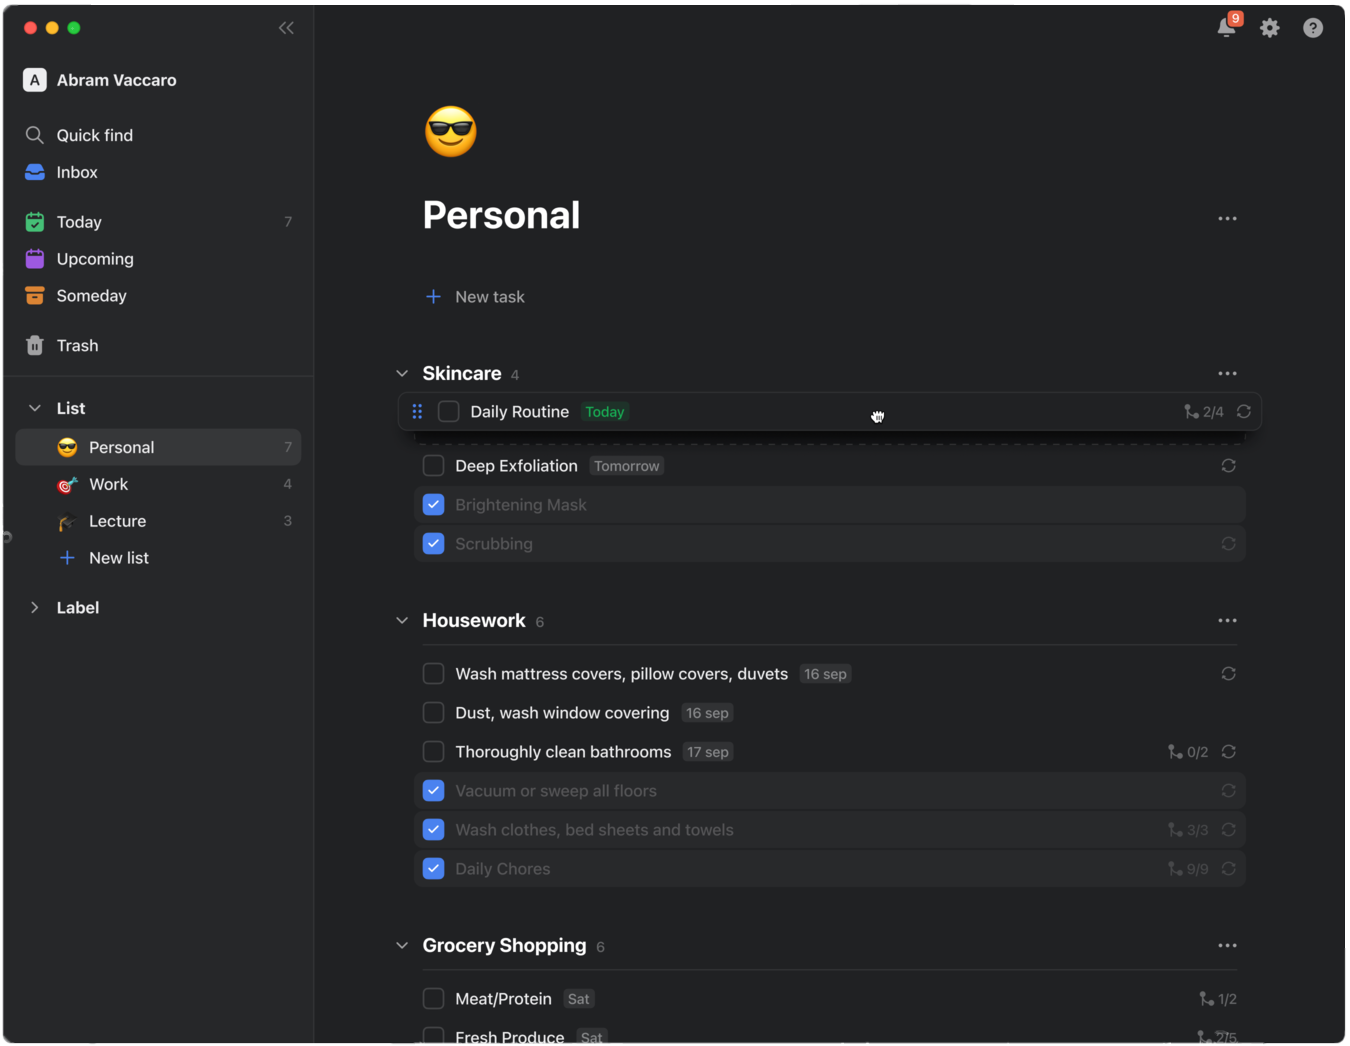 9
?
A Abram Vaccaro
Quick find
Inbox
Today 7
Upcoming
Someday
Trash
List
Personal 7
Work 4
Lecture 3
New list
Label
Personal
New task
Skincare 4
Daily Routine Today 2/4
Deep Exfoliation Tomorrow
Brightening Mask
Scrubbing
Housework 6
Wash mattress covers, pillow covers, duvets 16 sep
Dust, wash window covering 16 sep
Thoroughly clean bathrooms 17 sep 0/2
Vacuum or sweep all floors
Wash clothes, bed sheets and towels 3/3
Daily Chores 9/9
Grocery Shopping 6
Meat/Protein Sat 1/2
Fresh Produce Sat 2/5